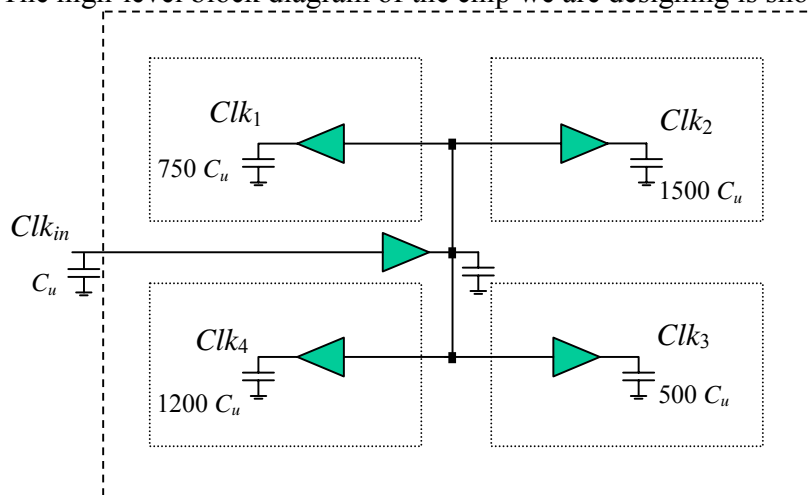 The high-level block diagram of the chip we are designing is sho
Clk1
Clk2
750 Cu
1500 Cu
Clkin
Cu
Clk4
Clk3
1200 Cu
500 Cu